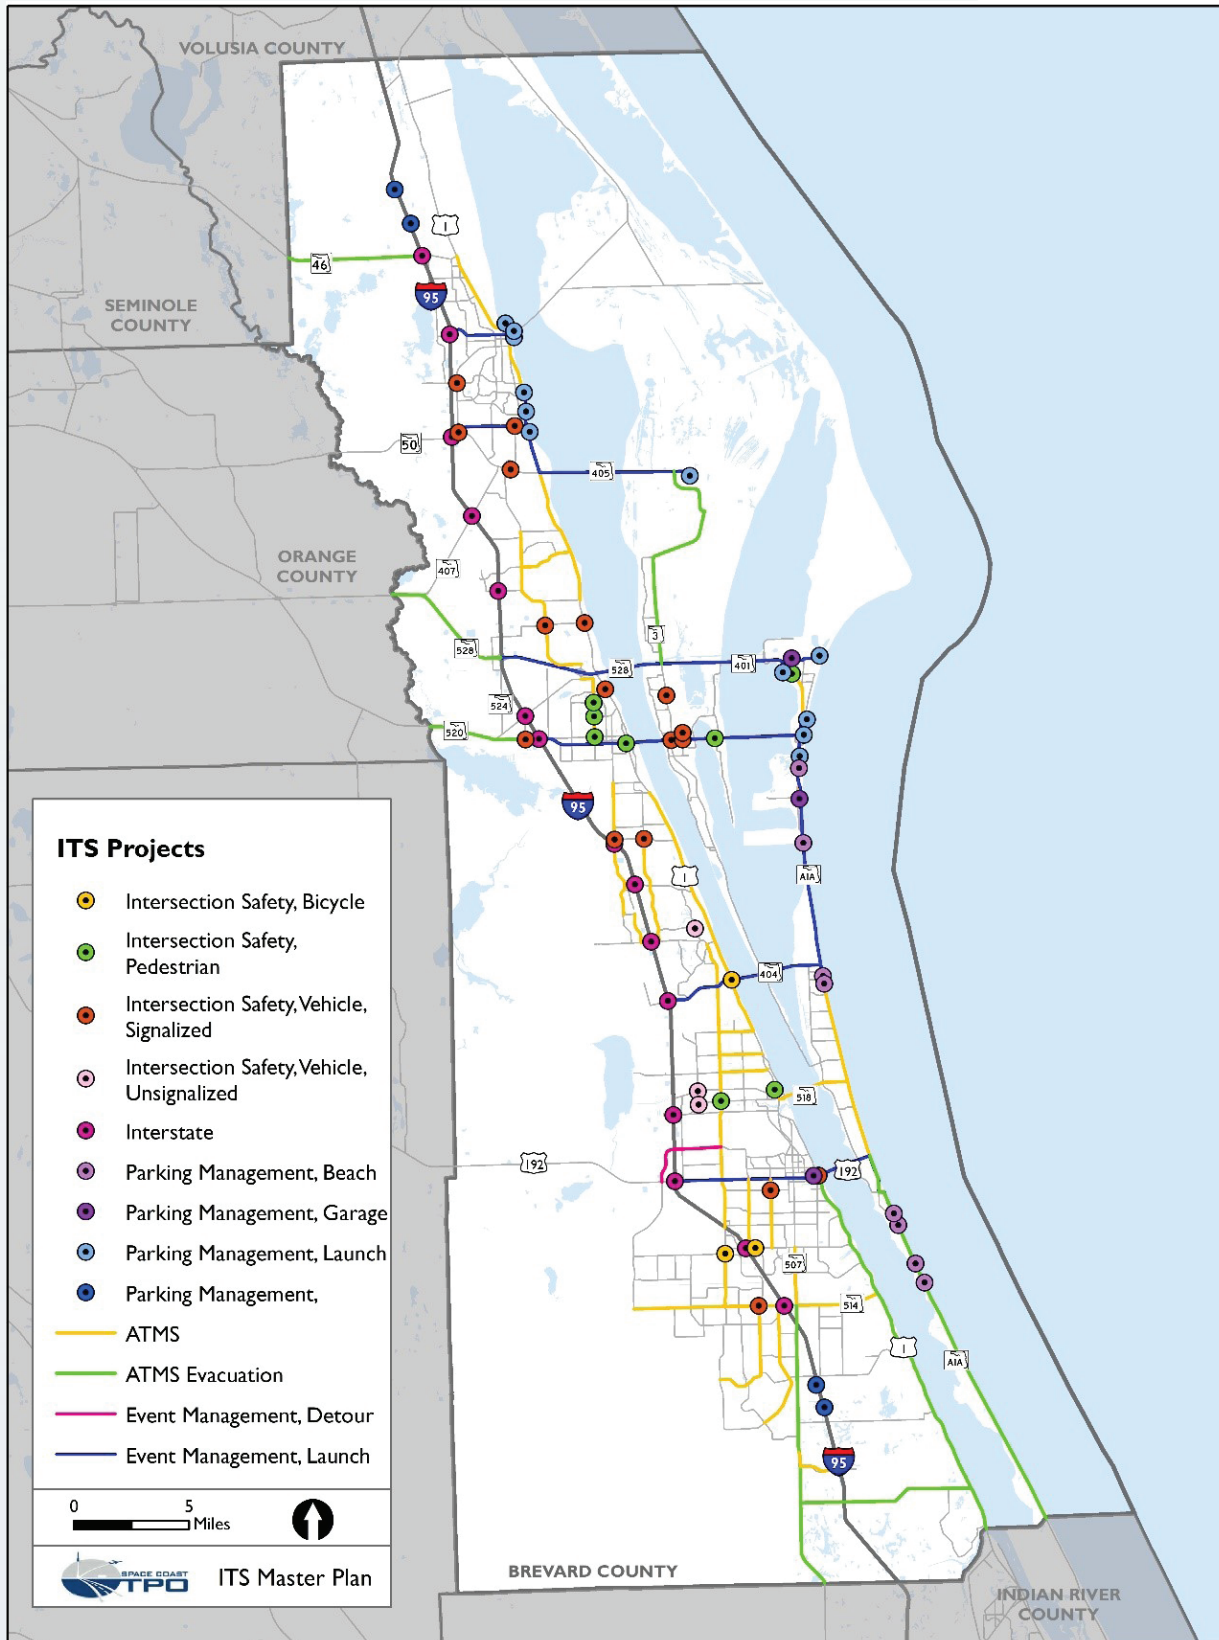 VOLUSIA COUNTY
1
46
95
SEMINOLE
COUNTY
50
405
ORANGE
COUNTY
407
3
528
528
401
524
520
95
ITS Projects
Intersection Safety, Bicycle
Intersection Safety,
Pedestrian
Intersection Safety, Vehicle,
Signalized
Intersection Safety, Vehicle,
Unsignalized
Interstate
Parking Management, Beach
Parking Management, Garage
Parking Management, Launch
Parking Management,
ATMS
ATMS Evacuation
Event Management, Detour
Event Management, Launch
0 5
Miles
SPACE COAST
TPO
ITS Master Plan
1
A1A
404
518
192
192
507
514
1
A1A
95
BREVARD COUNTY
INDIAN RIVER
COUNTY